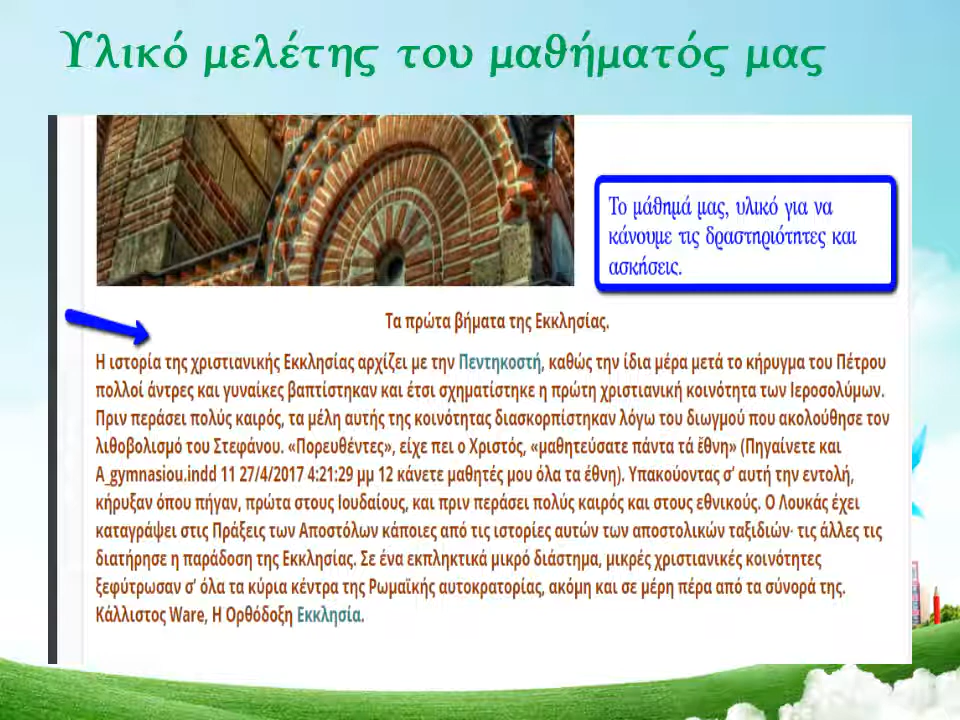 Υλικό μελέτης του μαθήματός μας
Το μάθημά μας, υλικό για να
κάνουμε τις δραστηριότητες και
ασκήσεις.
Τα πρώτα βήματα της Εκκλησίας.
Η ιστορία της χριστιανικής Εκκλησίας αρχίζει με την Πεντηκοστή, καθώς την ίδια μέρα μετά το κήρυγμα του Πέτρου
πολλοί άντρες και γυναίκες βαπτίστηκαν και έτσι σχηματίστηκε η πρώτη χριστιανική κοινότητα των Ιεροσολύμων.
Πριν περάσει πολύς καιρός, τα μέλη αυτής της κοινότητας διασκορπίστηκαν λόγω του διωγμού που ακολούθησε τον
λιθοβολισμό του Στεφάνου. «Πορευθέντες», είχε πει ο Χριστός, «μαθητεύσατε πάντα τά ἔθνη» (Πηγαίνετε και
A_gymnasiou.indd 11 27/4/2017 4:21:29 μμ 12 κάνετε μαθητές μου όλα τα έθνη). Υπακούοντας σ’ αυτή την εντολή,
κήρυξαν όπου πήγαν, πρώτα στους Ιουδαίους, και πριν περάσει πολύς καιρός και στους εθνικούς. Ο Λουκάς έχει
καταγράψει στις Πράξεις των Αποστόλων κάποιες από τις ιστορίες αυτών των αποστολικών ταξιδιών· τις άλλες τις
διατήρησε η παράδοση της Εκκλησίας. Σε ένα εκπληκτικά μικρό διάστημα, μικρές χριστιανικές κοινότητες
ξεφύτρωσαν σ’ όλα τα κύρια κέντρα της Ρωμαϊκής αυτοκρατορίας, ακόμη και σε μέρη πέρα από τα σύνορά της.
Κάλλιστος Ware, Η Ορθόδοξη Εκκλησία.